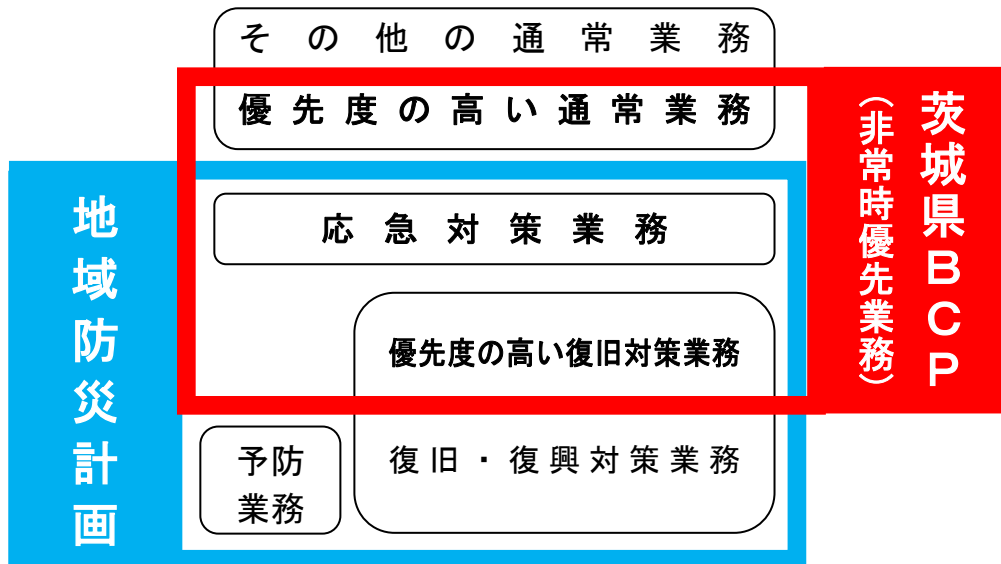 その他の通常業務
優先度の高い通常業務
茨城県BCP
（非常時優先業務）
地域防災計画
応急対策業務
優先度の高い復旧対策業務
予防
業務
復旧・復興対策業務